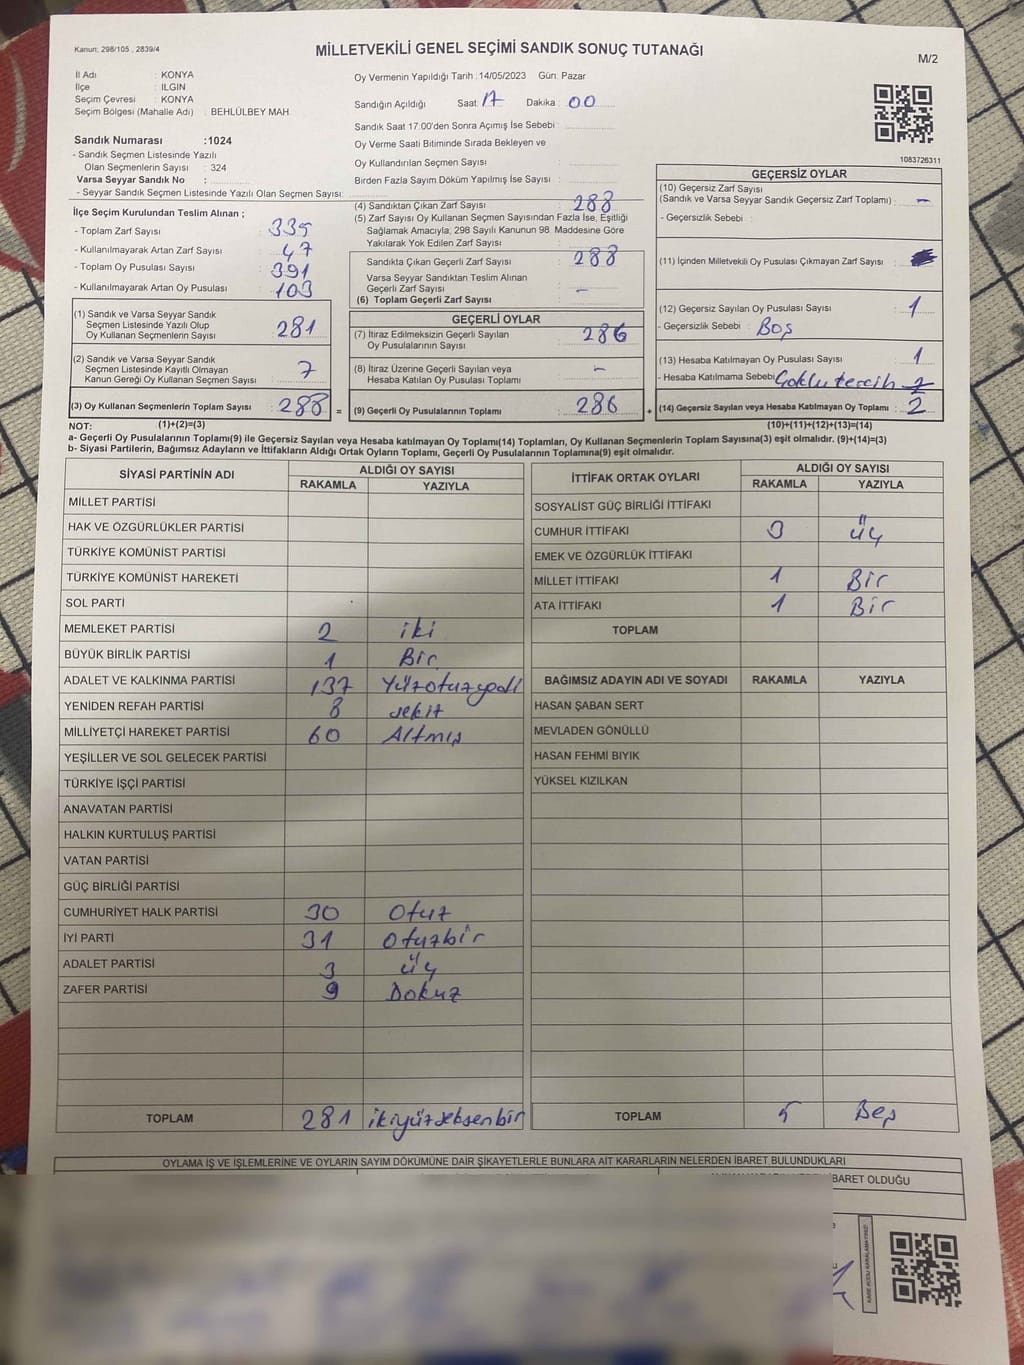 Kanun: 298/105 , 2839/4
MİLLETVEKİLİ GENEL SEÇİMİ SANDIK SONUÇ TUTANAĞI
M/2
İl Adı : KONYA
İlçe : ILGIN
Seçim Çevresi : KONYA
Seçim Bölgesi (Mahalle Adı) : BEHLÜLBEY MAH
Sandık Numarası :1024
- Sandık Seçmen Listesinde Yazılı
Olan Seçmenlerin Sayısı : 324
Varsa Seyyar Sandık No :
- Seyyar Sandık Seçmen Listesinde Yazılı Olan Seçmen Sayısı:
Oy Vermenin Yapıldığı Tarih :14/05/2023 Gün: Pazar
Sandığın Açıldığı Saat: 17 Dakika : 00
Sandık Saat 17:00'den Sonra Açımış İse Sebebi :
Oy Verme Saati Bitiminde Sırada Bekleyen ve
Oy Kullandırılan Seçmen Sayısı :
Birden Fazla Sayım Döküm Yapılmış İse Sayısı :
1083726311
İlçe Seçim Kurulundan Teslim Alınan ;
- Toplam Zarf Sayısı : 335
- Kullanılmayarak Artan Zarf Sayısı : 47
- Toplam Oy Pusulası Sayısı : 391
- Kullanılmayarak Artan Oy Pusulası : 103
(1) Sandık ve Varsa Seyyar Sandık
Seçmen Listesinde Yazılı Olup
Oy Kullanan Seçmenlerin Sayısı : 281
(2) Sandık ve Varsa Seyyar Sandık
Seçmen Listesinde Kayıtlı Olmayan
Kanun Gereği Oy Kullanan Seçmen Sayısı : 7
(3) Oy Kullanan Seçmenlerin Toplam Sayısı : 288 =
(4) Sandıktan Çıkan Zarf Sayısı : 288
(5) Zarf Sayısı Oy Kullanan Seçmen Sayısından Fazla İse, Eşitliği
Sağlamak Amacıyla; 298 Sayılı Kanunun 98. Maddesine Göre
Yakılarak Yok Edilen Zarf Sayısı :
Sandıkta Çıkan Geçerli Zarf Sayısı : 288
Varsa Seyyar Sandıktan Teslim Alınan
Geçerli Zarf Sayısı : -
(6) Toplam Geçerli Zarf Sayısı :
GEÇERLİ OYLAR
(7) İtiraz Edilmeksizin Geçerli Sayılan
Oy Pusulalarının Sayısı : 286
(8) İtiraz Üzerine Geçerli Sayılan veya
Hesaba Katılan Oy Pusulası Toplamı : -
(9) Geçerli Oy Pusulalarının Toplamı : 286 +
GEÇERSİZ OYLAR
(10) Geçersiz Zarf Sayısı
(Sandık ve Varsa Seyyar Sandık Geçersiz Zarf Toplamı) : -
- Geçersizlik Sebebi :
(11) İçinden Milletvekili Oy Pusulası Çıkmayan Zarf Sayısı :
(12) Geçersiz Sayılan Oy Pusulası Sayısı : 1
- Geçersizlik Sebebi : Boş
(13) Hesaba Katılmayan Oy Pusulası Sayısı : 1
- Hesaba Katılmama Sebebi: Çoklu tercih
(14) Geçersiz Sayılan veya Hesaba Katılmayan Oy Toplamı : 2
NOT: (1)+(2)=(3)
(10)+(11)+(12)+(13)=(14)
a- Geçerli Oy Pusulalarının Toplamı(9) ile Geçersiz Sayılan veya Hesaba katılmayan Oy Toplamı(14) Toplamları, Oy Kullanan Seçmenlerin Toplam Sayısına(3) eşit olmalıdır. (9)+(14)=(3)
b- Siyasi Partilerin, Bağımsız Adayların ve İttifakların Aldığı Ortak Oyların Toplamı, Geçerli Oy Pusulalarının Toplamına(9) eşit olmalıdır.
SİYASİ PARTİNİN ADI ALDIĞI OY SAYISI
RAKAMLA YAZIYLA
MİLLET PARTİSİ
HAK VE ÖZGÜRLÜKLER PARTİSİ
TÜRKİYE KOMÜNİST PARTİSİ
TÜRKİYE KOMÜNİST HAREKETİ
SOL PARTİ
MEMLEKET PARTİSİ 2 iki
BÜYÜK BİRLİK PARTİSİ 1 Bir
ADALET VE KALKINMA PARTİSİ 137 Yüzotuzyedi
YENİDEN REFAH PARTİSİ 8 sekiz
MİLLİYETÇİ HAREKET PARTİSİ 60 Altmış
YEŞİLLER VE SOL GELECEK PARTİSİ
TÜRKİYE İŞÇİ PARTİSİ
ANAVATAN PARTİSİ
HALKIN KURTULUŞ PARTİSİ
VATAN PARTİSİ
GÜÇ BİRLİĞİ PARTİSİ
CUMHURİYET HALK PARTİSİ 30 Otuz
İYİ PARTİ 31 Otuzbir
ADALET PARTİSİ 3 üç
ZAFER PARTİSİ 9 Dokuz
TOPLAM 281 ikiyüzseksenbir
İTTİFAK ORTAK OYLARI ALDIĞI OY SAYISI
RAKAMLA YAZIYLA
SOSYALİST GÜÇ BİRLİĞİ İTTİFAKI
CUMHUR İTTİFAKI 3 üç
EMEK VE ÖZGÜRLÜK İTTİFAKI
MİLLET İTTİFAKI 1 Bir
ATA İTTİFAKI 1 Bir
TOPLAM
BAĞIMSIZ ADAYIN ADI VE SOYADI RAKAMLA YAZIYLA
HASAN ŞABAN SERT
MEVLADEN GÖNÜLLÜ
HASAN FEHMİ BIYIK
YÜKSEL KIZILKAN
TOPLAM 5 Beş
OYLAMA İŞ VE İŞLEMLERİNE VE OYLARIN SAYIM DÖKÜMÜNE DAİR ŞİKAYETLERLE BUNLARA AİT KARARLARIN NELERDEN İBARET BULUNDUKLARI
BARET OLDUĞU